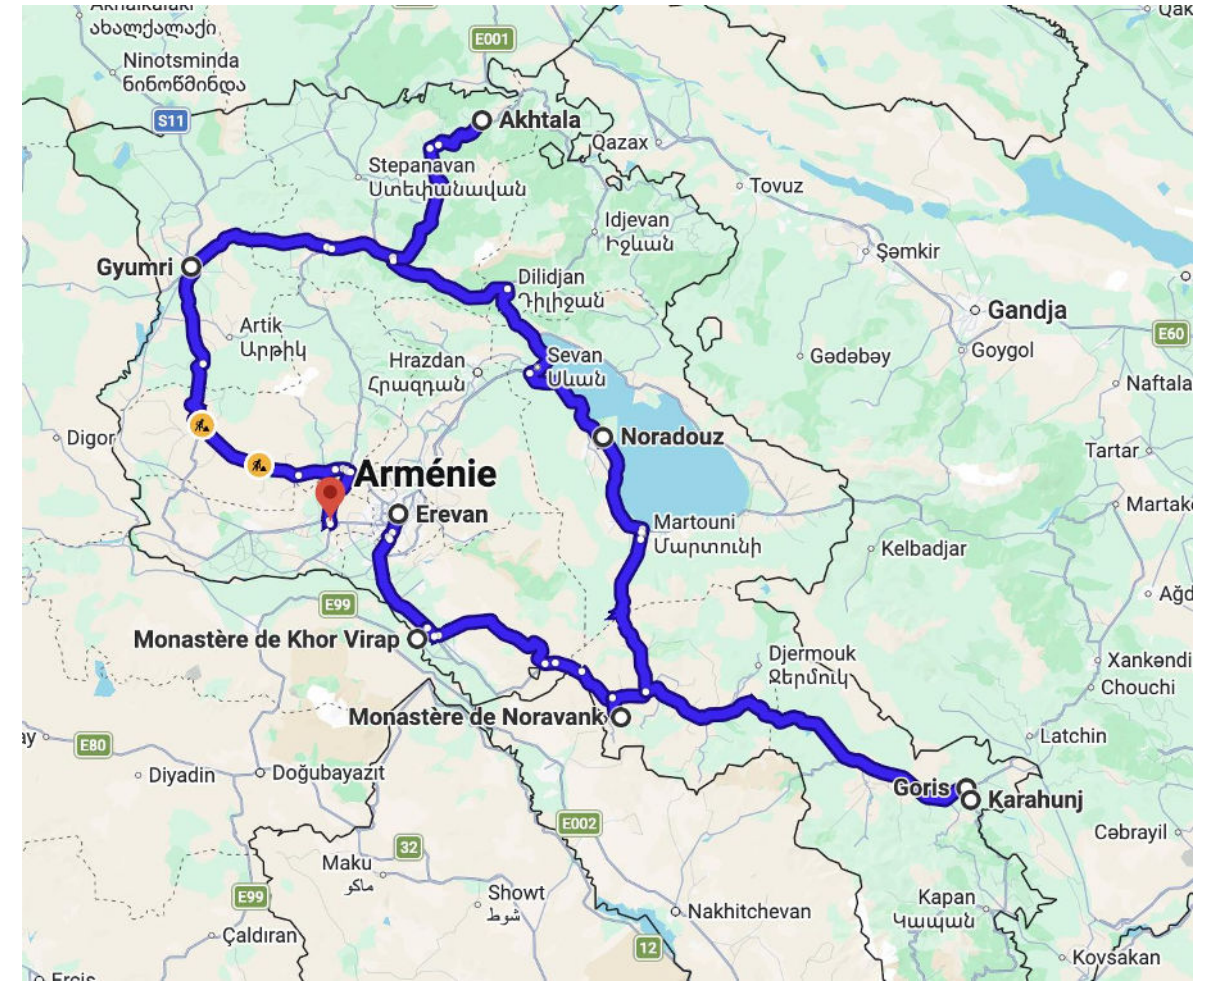 ახალქალაქი
E001
Ninotsminda
ნინოწმინდა
S11
Akhtala
Qazax
Stepanavan
Ստեփանավան
Tovuz
Idjevan
Իջևան
Şəmkir
Gyumri
Dilidjan
Դիլիջան
Gandja
Artik
Արթիկ
E60
Goygol
Sevan
Սևան
Gədəbəy
Hrazdan
Հրազդան
Naftala
Digor
Noradouz
Tartar
Arménie
Erevan
Martake
Martouni
Մարտունի
Kelbadjar
E99
Ağd
Monastère de Khor Virap
Djermouk
Ջերմուկ
Xankəndi
Chouchi
Monastère de Noravank
E80
Latchin
Diyadin
Doğubayazıt
Goris
Karahunj
E002
Cəbrayil
32
Maku
ماکو
E99
Showt
شوط
Kapan
Կապան
Nakhitchevan
Çaldıran
12
Kovsakan